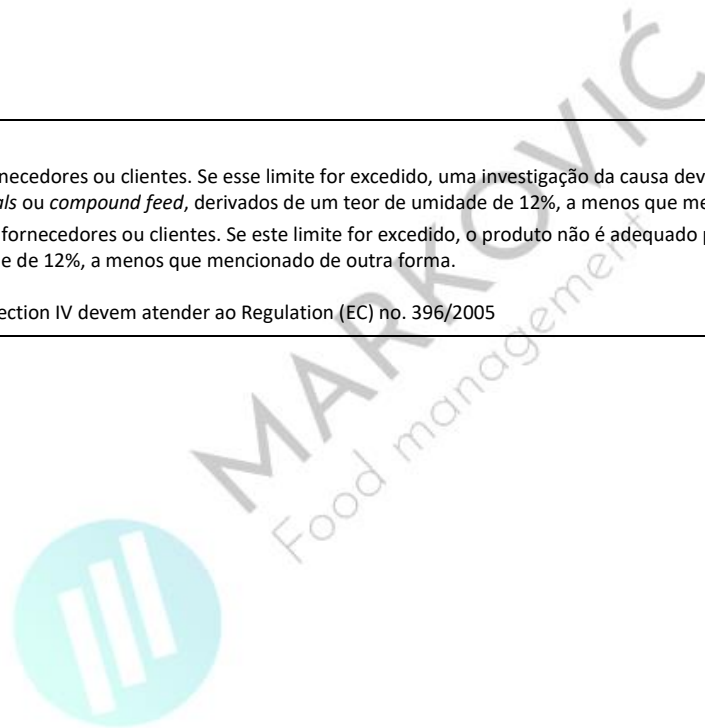 necedores ou clientes. Se esse limite for excedido, uma investigação da causa dev
ls ou compound feed, derivados de um teor de umidade de 12%, a menos que me
fornecedores ou clientes. Se este limite for excedido, o produto não é adequado p
e de 12%, a menos que mencionado de outra forma.
ection IV devem atender ao Regulation (EC) no. 396/2005
MARKOVIĆ
Food management